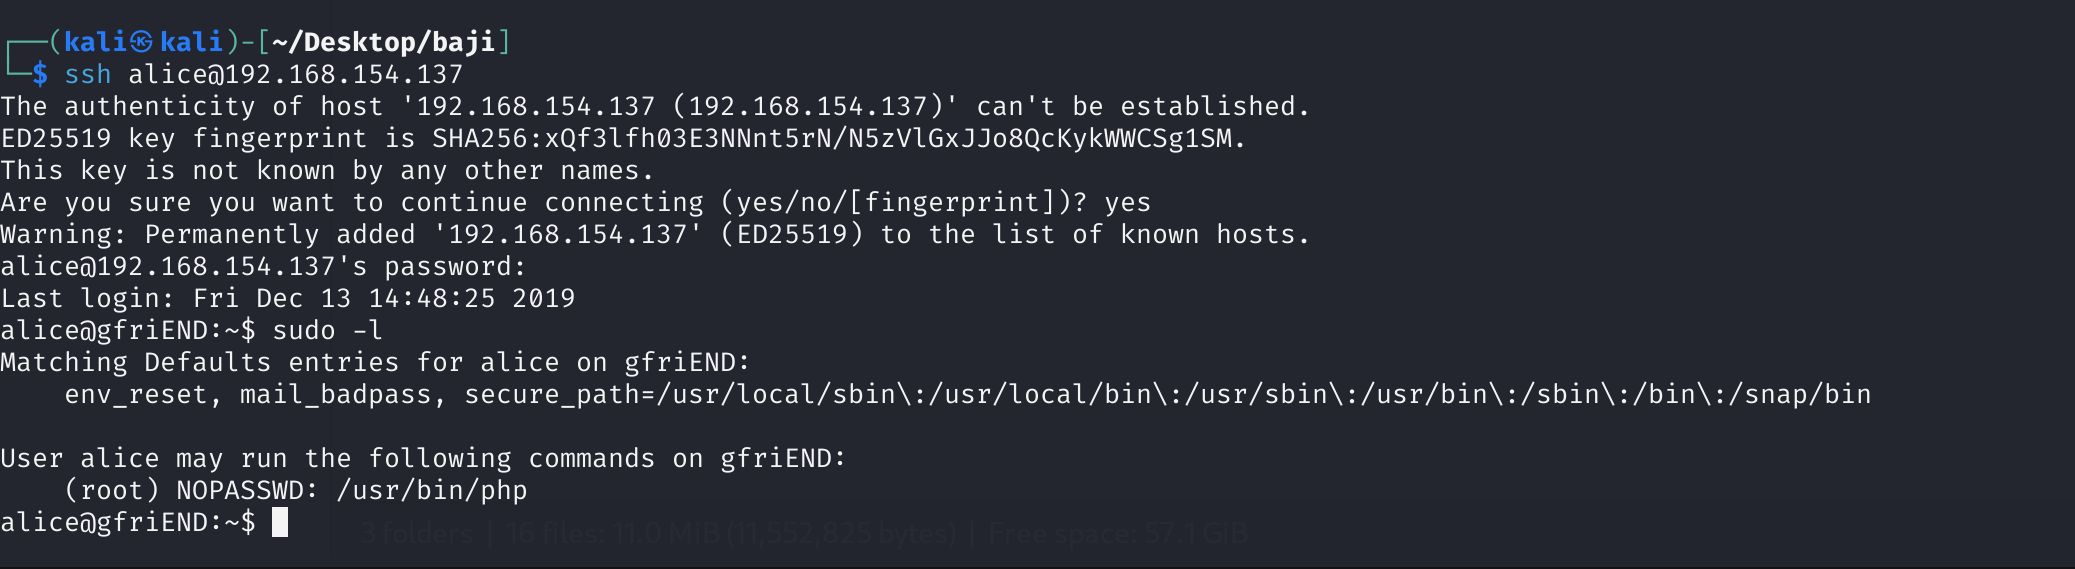 ┌──(kali㉿kali)-[~/Desktop/baji]
└─$ ssh alice@192.168.154.137
The authenticity of host '192.168.154.137 (192.168.154.137)' can't be established.
ED25519 key fingerprint is SHA256:xQf3lfh03E3NNnt5rN/N5zVlGxJJo8QcKykWWCSg1SM.
This key is not known by any other names.
Are you sure you want to continue connecting (yes/no/[fingerprint])? yes
Warning: Permanently added '192.168.154.137' (ED25519) to the list of known hosts.
alice@192.168.154.137's password:
Last login: Fri Dec 13 14:48:25 2019
alice@gfriEND:~$ sudo -l
Matching Defaults entries for alice on gfriEND:
    env_reset, mail_badpass, secure_path=/usr/local/sbin\:/usr/local/bin\:/usr/sbin\:/usr/bin\:/sbin\:/bin\:/snap/bin

User alice may run the following commands on gfriEND:
    (root) NOPASSWD: /usr/bin/php
alice@gfriEND:~$
3 folders | 16 files: 11.0 MiB (11,552,825 bytes) | Free space: 57.1 GiB